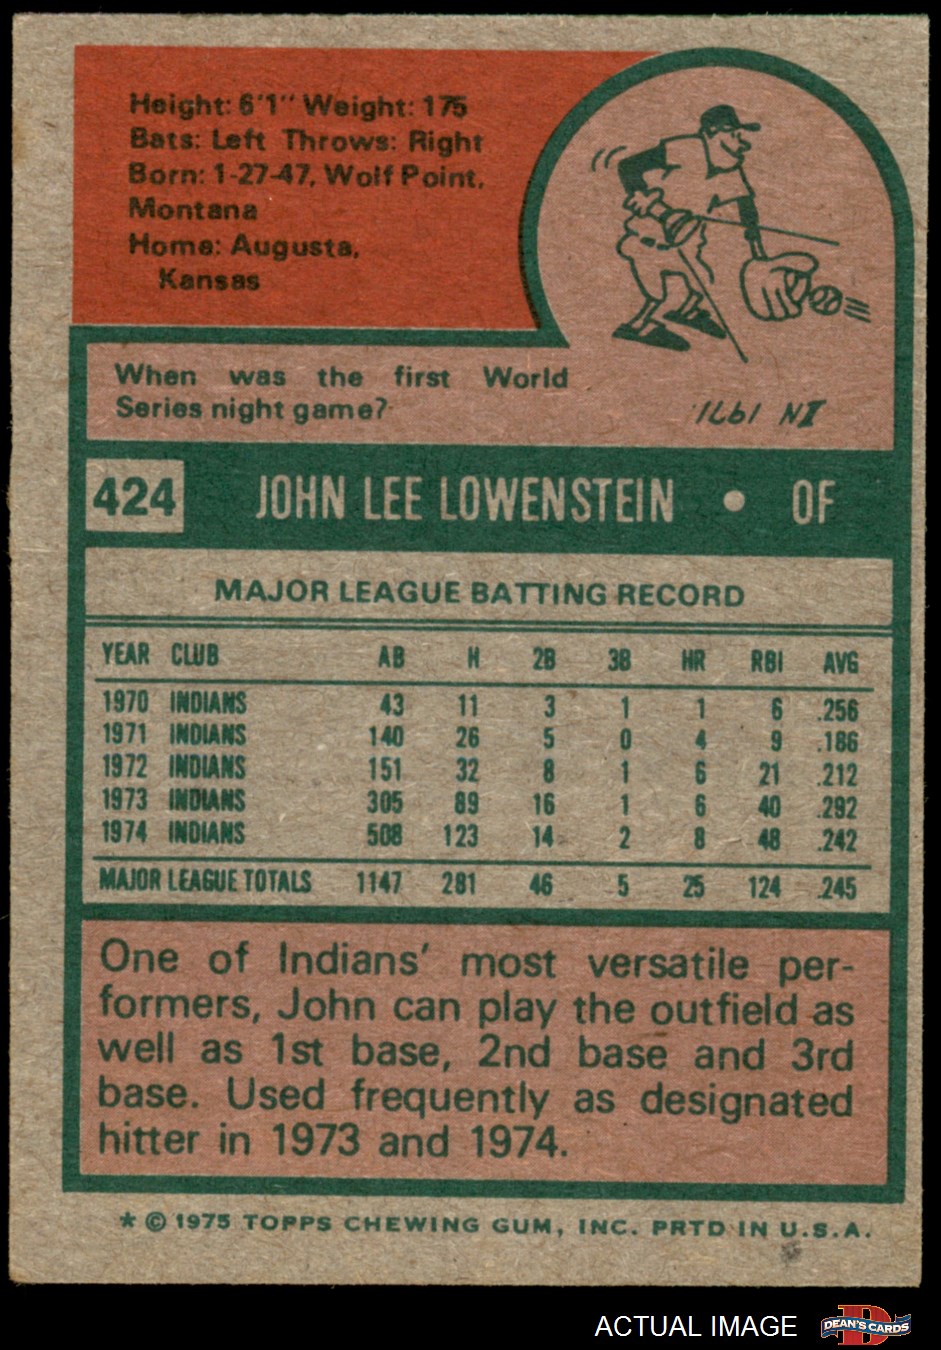 Height: 6'1" Weight: 175
Bats: Left Throws: Right
Born: 1-27-47, Wolf Point,
Montana
Home: Augusta,
Kansas
When was the first World
Series night game?
IN 1971.
424 JOHN LEE LOWENSTEIN • OF
MAJOR LEAGUE BATTING RECORD
YEAR CLUB AB H 2B 3B HR RBI AVG
1970 INDIANS 43 11 3 1 1 6 .256
1971 INDIANS 140 26 5 0 4 9 .186
1972 INDIANS 151 32 8 1 6 21 .212
1973 INDIANS 305 89 16 1 6 40 .292
1974 INDIANS 508 123 14 2 8 48 .242
MAJOR LEAGUE TOTALS 1147 281 46 5 25 124 .245
One of Indians' most versatile per-
formers, John can play the outfield as
well as 1st base, 2nd base and 3rd
base. Used frequently as designated
hitter in 1973 and 1974.
* © 1975 TOPPS CHEWING GUM, INC. PRTD IN U.S.A.
ACTUAL IMAGE
D
DEAN'S CARDS